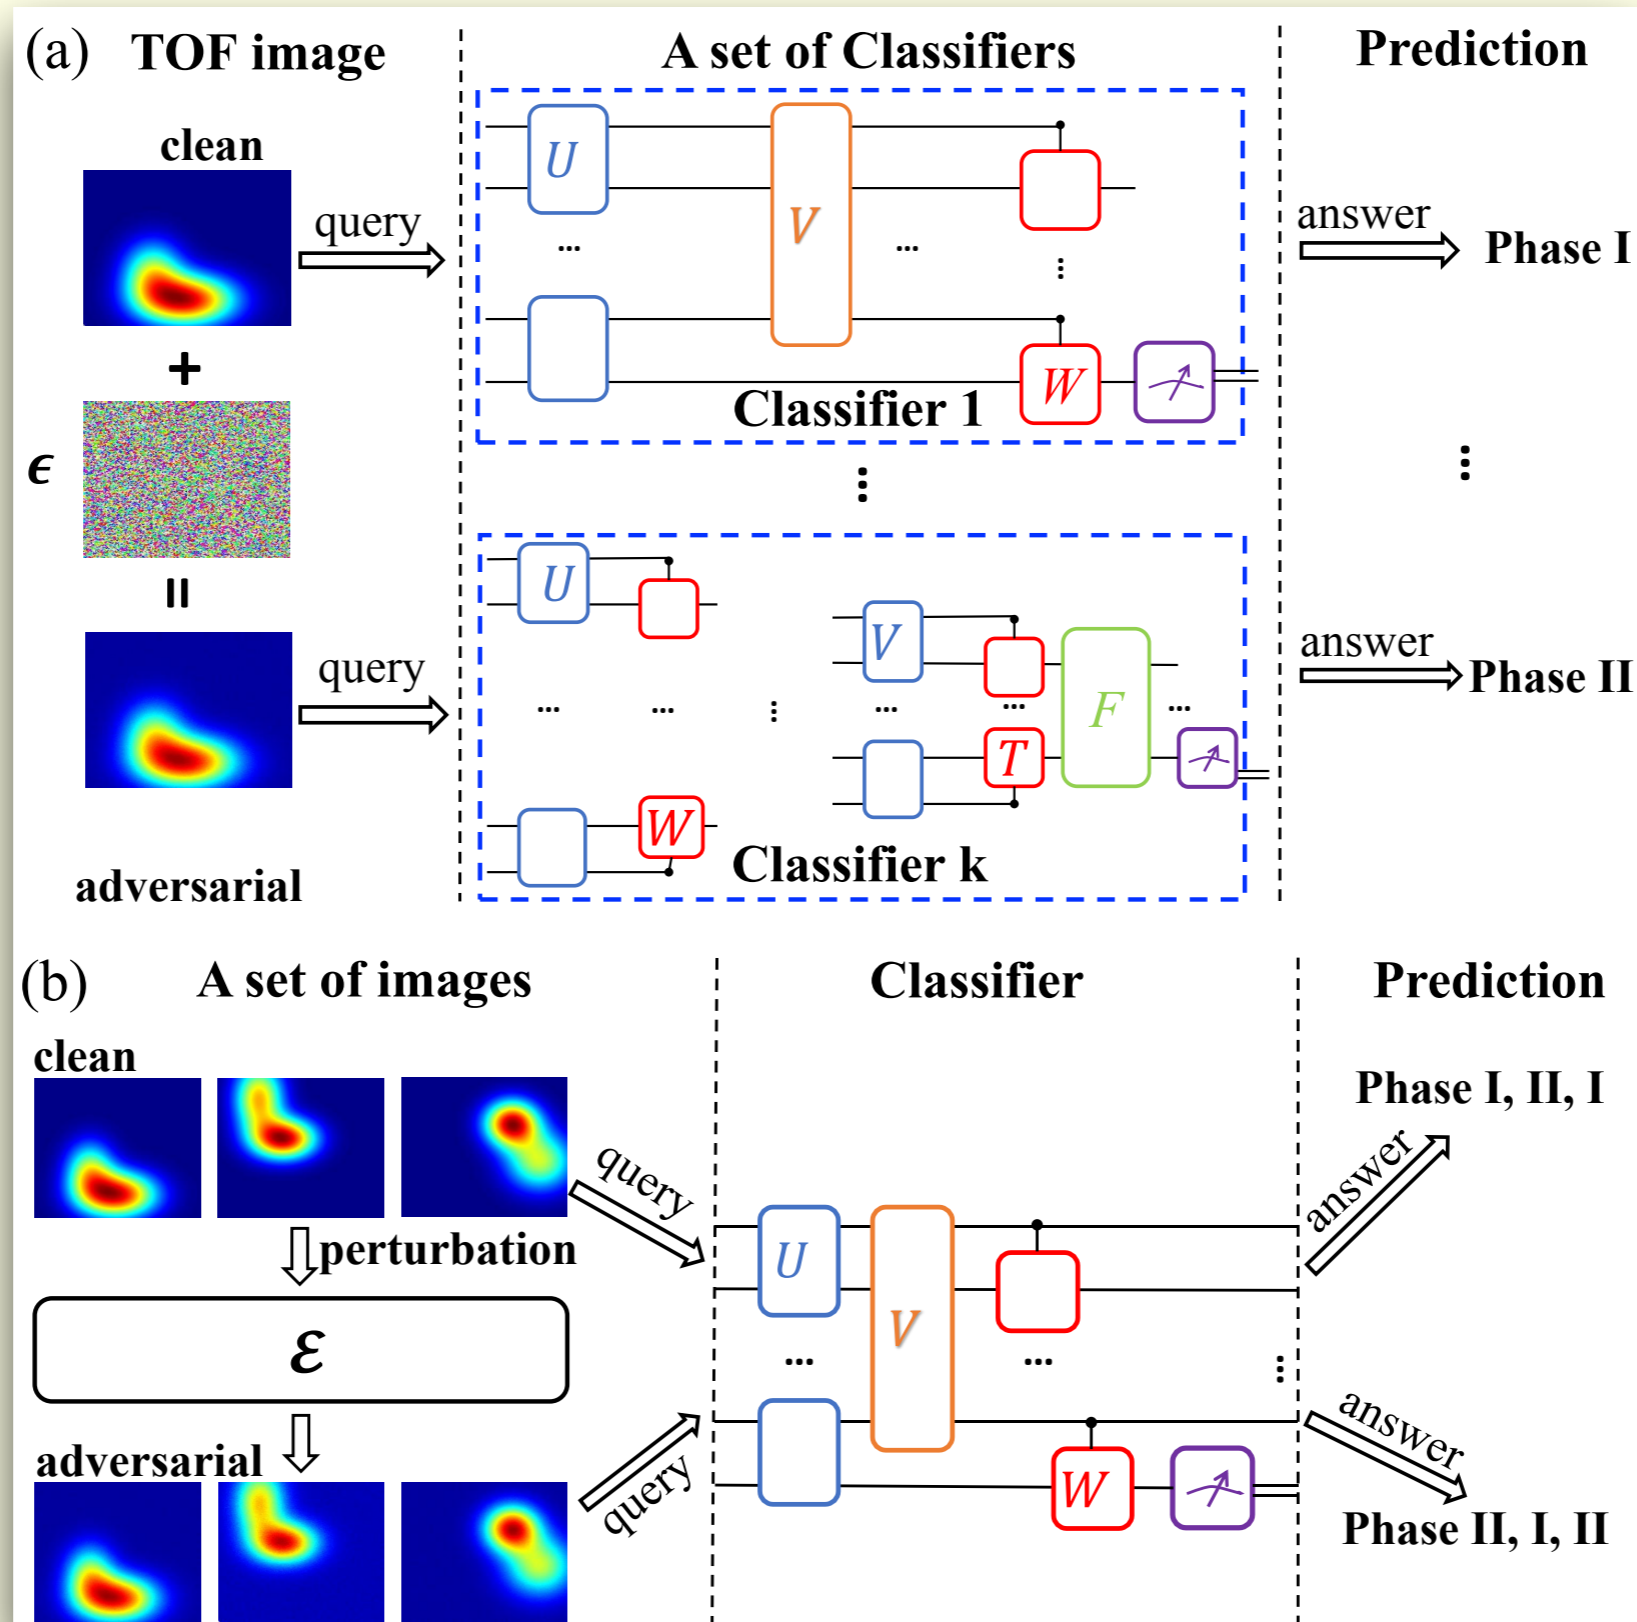 (a) TOF image
A set of Classifiers
Prediction
clean
query
U
V
...
...
...
W
Classifier 1
answer
Phase I
+
ϵ
=
...
...
adversarial
query
U
...
...
...
W
V
...
...
T
F
...
Classifier k
answer
Phase II
(b) A set of images
Classifier
Prediction
clean
perturbation
ℰ
adversarial
query
query
U
V
...
...
...
W
answer
Phase I, II, I
answer
Phase II, I, II